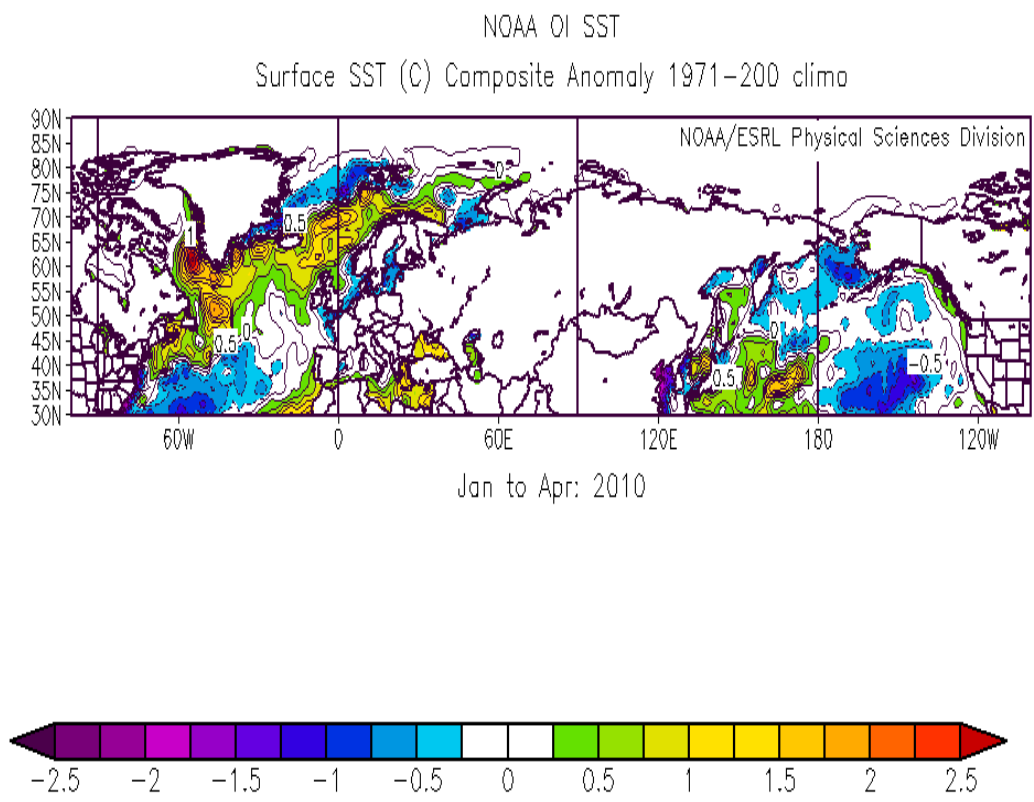 NOAA OI SST
Surface SST (C) Composite Anomaly 1971-200 climo
NOAA/ESRL Physical Sciences Division
90N
85N
80N
75N
70N
65N
60N
55N
50N
45N
40N
35N
30N
0
0.5
1
0
0.5
0
0.5
-0.5
60W 0 60E 120E 180 120W
Jan to Apr: 2010
-2.5 -2 -1.5 -1 -0.5 0 0.5 1 1.5 2 2.5